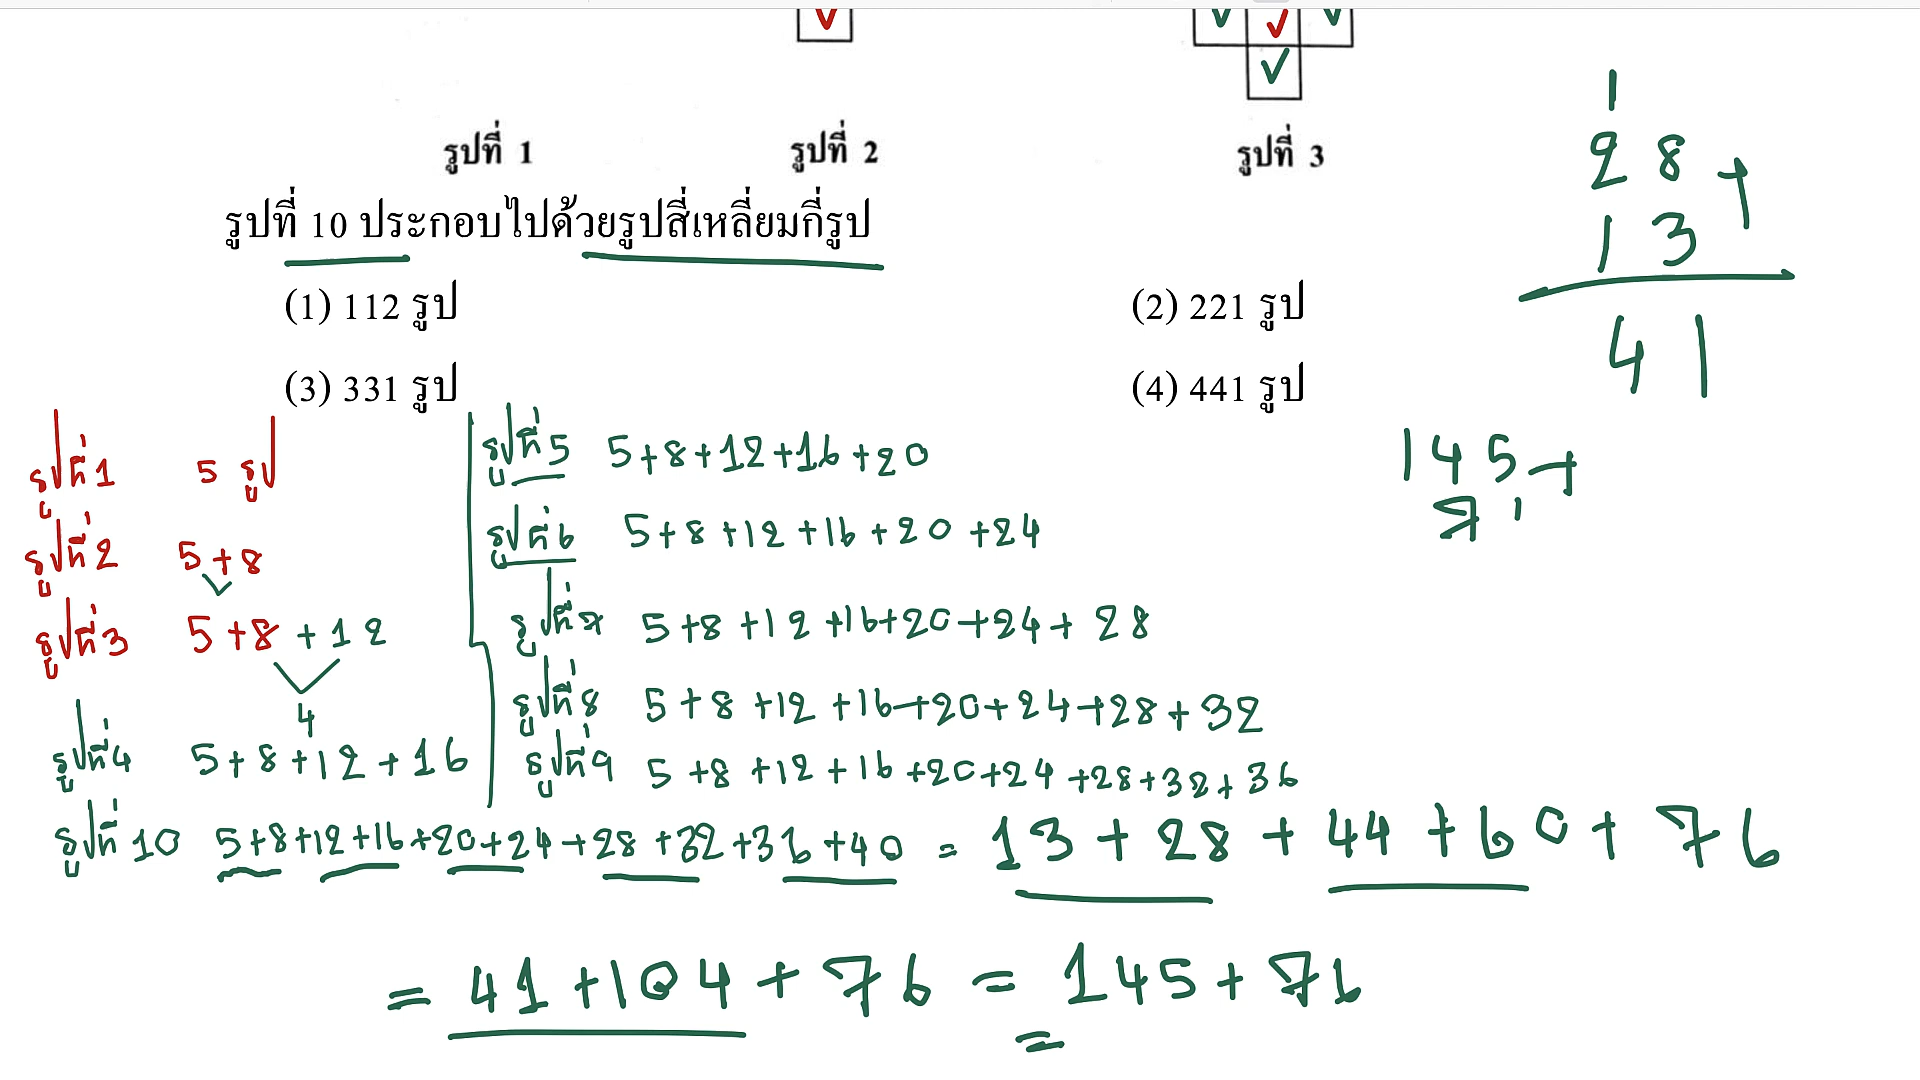 รูปที่ 1 รูปที่ 2 รูปที่ 3
รูปที่ 10 ประกอบไปด้วยรูปสี่เหลี่ยมกี่รูป
(1) 112 รูป (2) 221 รูป
(3) 331 รูป (4) 441 รูป
1
28 +
13
41
145 +
7 1
รูปที่ 1 5 รูป
รูปที่ 2 5+8
รูปที่ 3 5+8+12
4
รูปที่ 4 5+8+12+16
รูปที่ 5 5+8+12+16+20
รูปที่ 6 5+8+12+16+20+24
รูปที่ 7 5+8+12+16+20+24+28
รูปที่ 8 5+8+12+16+20+24+28+32
รูปที่ 9 5+8+12+16+20+24+28+32+36
รูปที่ 10 5+8+12+16+20+24+28+32+36+40 = 13+28+44+60+76
= 41+104+76 = 145+76
=